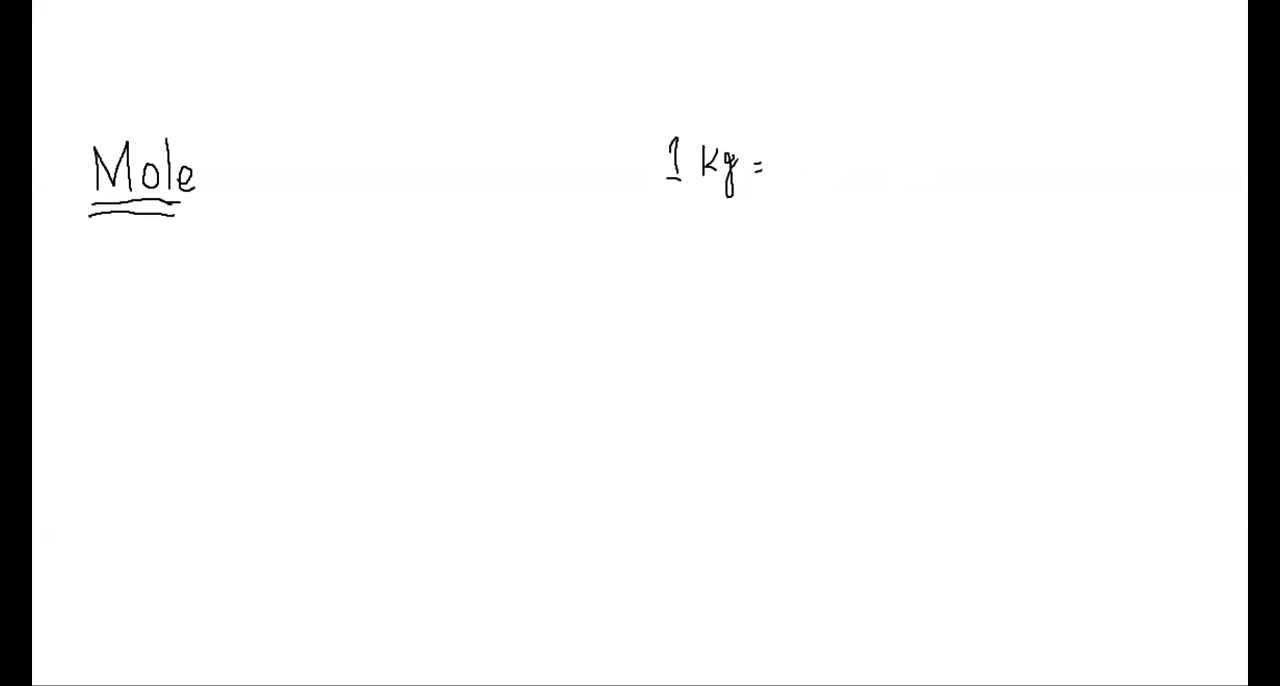 Mole
1 kg =